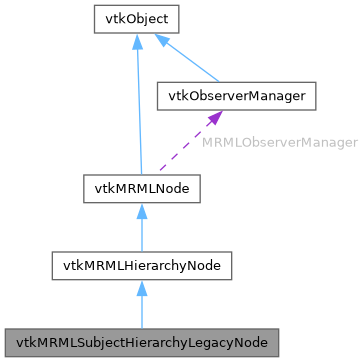 vtkObject
vtkObserverManager
MRMLObserverManager
vtkMRMLNode
vtkMRMLHierarchyNode
vtkMRMLSubjectHierarchyLegacyNode